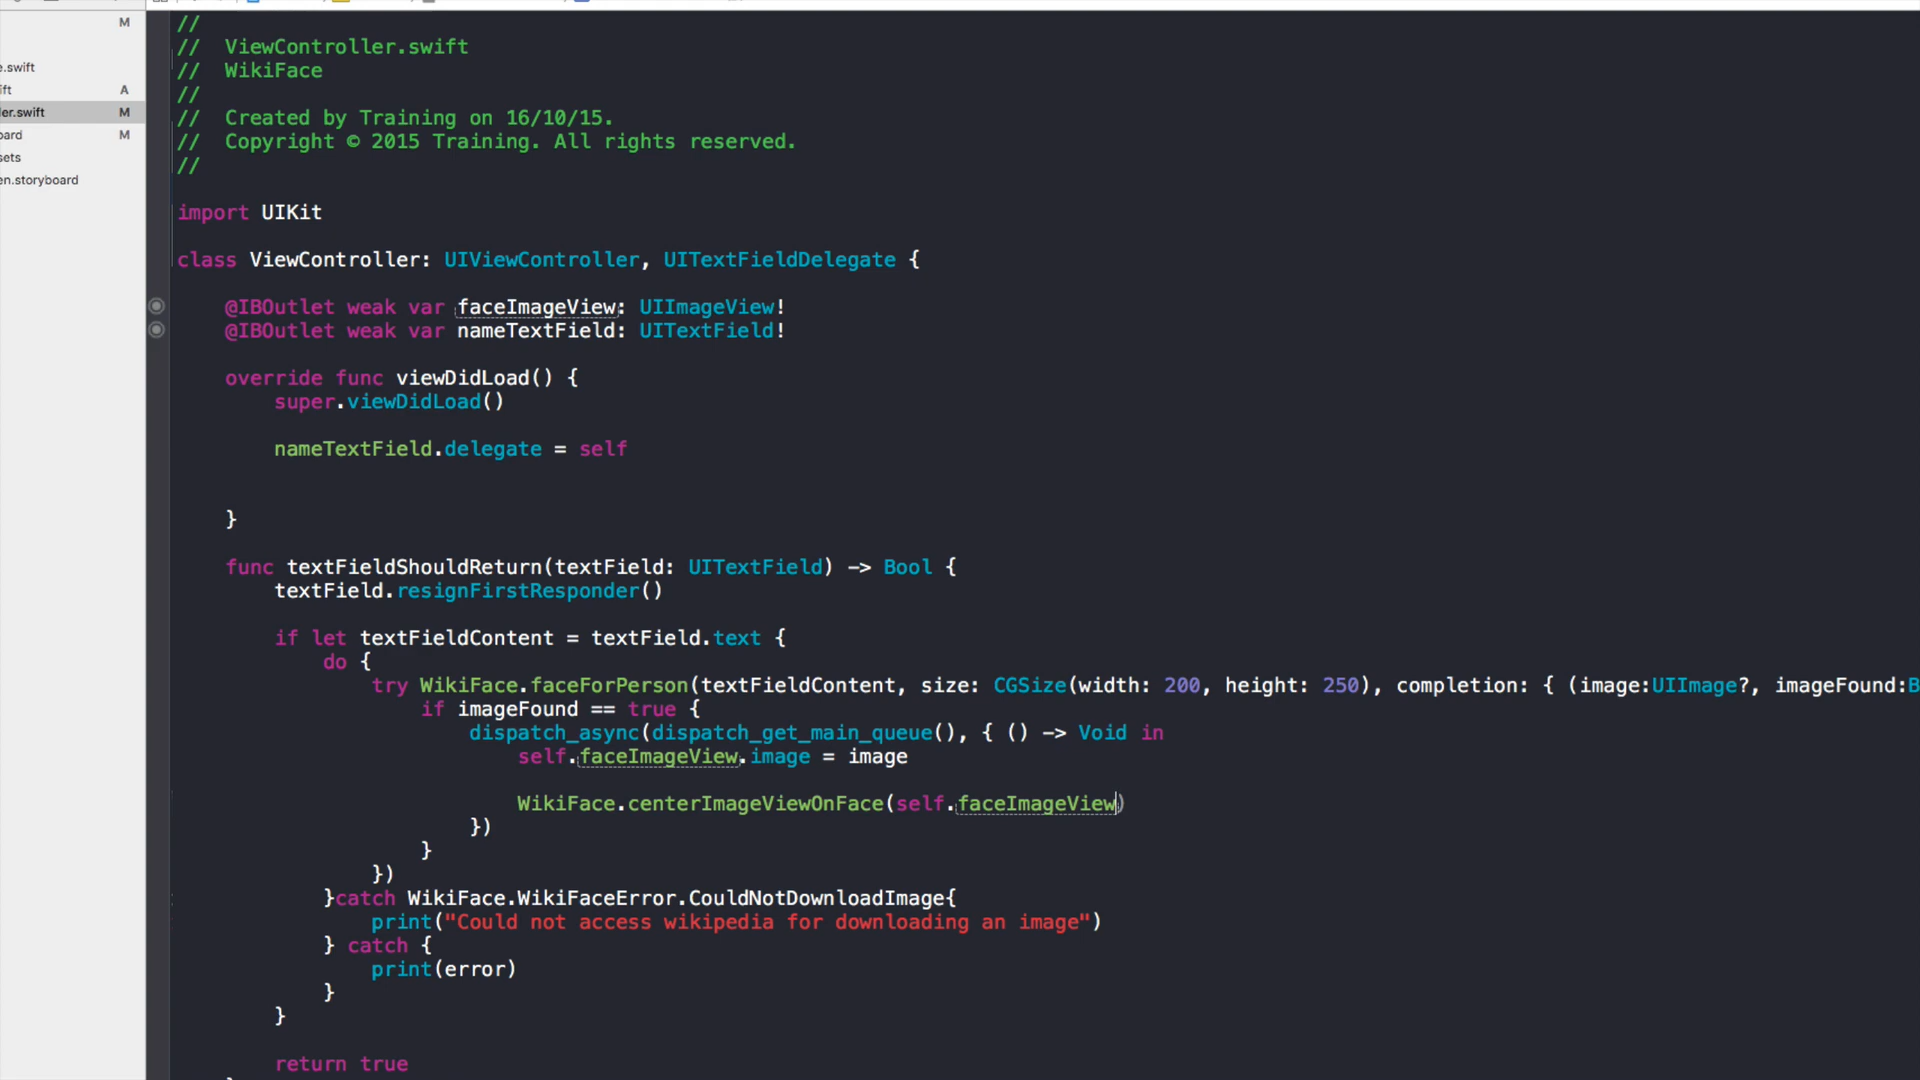 M
e.swift
ift A
ler.swift M
oard M
sets
en.storyboard
//
// ViewController.swift
// WikiFace
//
// Created by Training on 16/10/15.
// Copyright © 2015 Training. All rights reserved.
//
import UIKit
class ViewController: UIViewController, UITextFieldDelegate {
@IBOutlet weak var faceImageView: UIImageView!
@IBOutlet weak var nameTextField: UITextField!
override func viewDidLoad() {
super.viewDidLoad()
nameTextField.delegate = self
}
func textFieldShouldReturn(textField: UITextField) -> Bool {
textField.resignFirstResponder()
if let textFieldContent = textField.text {
do {
try WikiFace.faceForPerson(textFieldContent, size: CGSize(width: 200, height: 250), completion: { (image:UIImage?, imageFound:B
if imageFound == true {
dispatch_async(dispatch_get_main_queue(), { () -> Void in
self.faceImageView.image = image
WikiFace.centerImageViewOnFace(self.faceImageView)
})
}
})
}catch WikiFace.WikiFaceError.CouldNotDownloadImage{
print("Could not access wikipedia for downloading an image")
} catch {
print(error)
}
}
return true